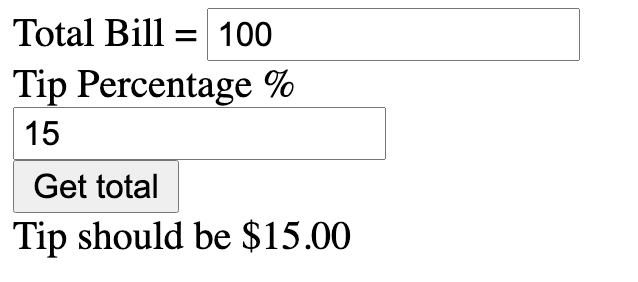 Total Bill = 100
Tip Percentage %
15
Get total
Tip should be $15.00